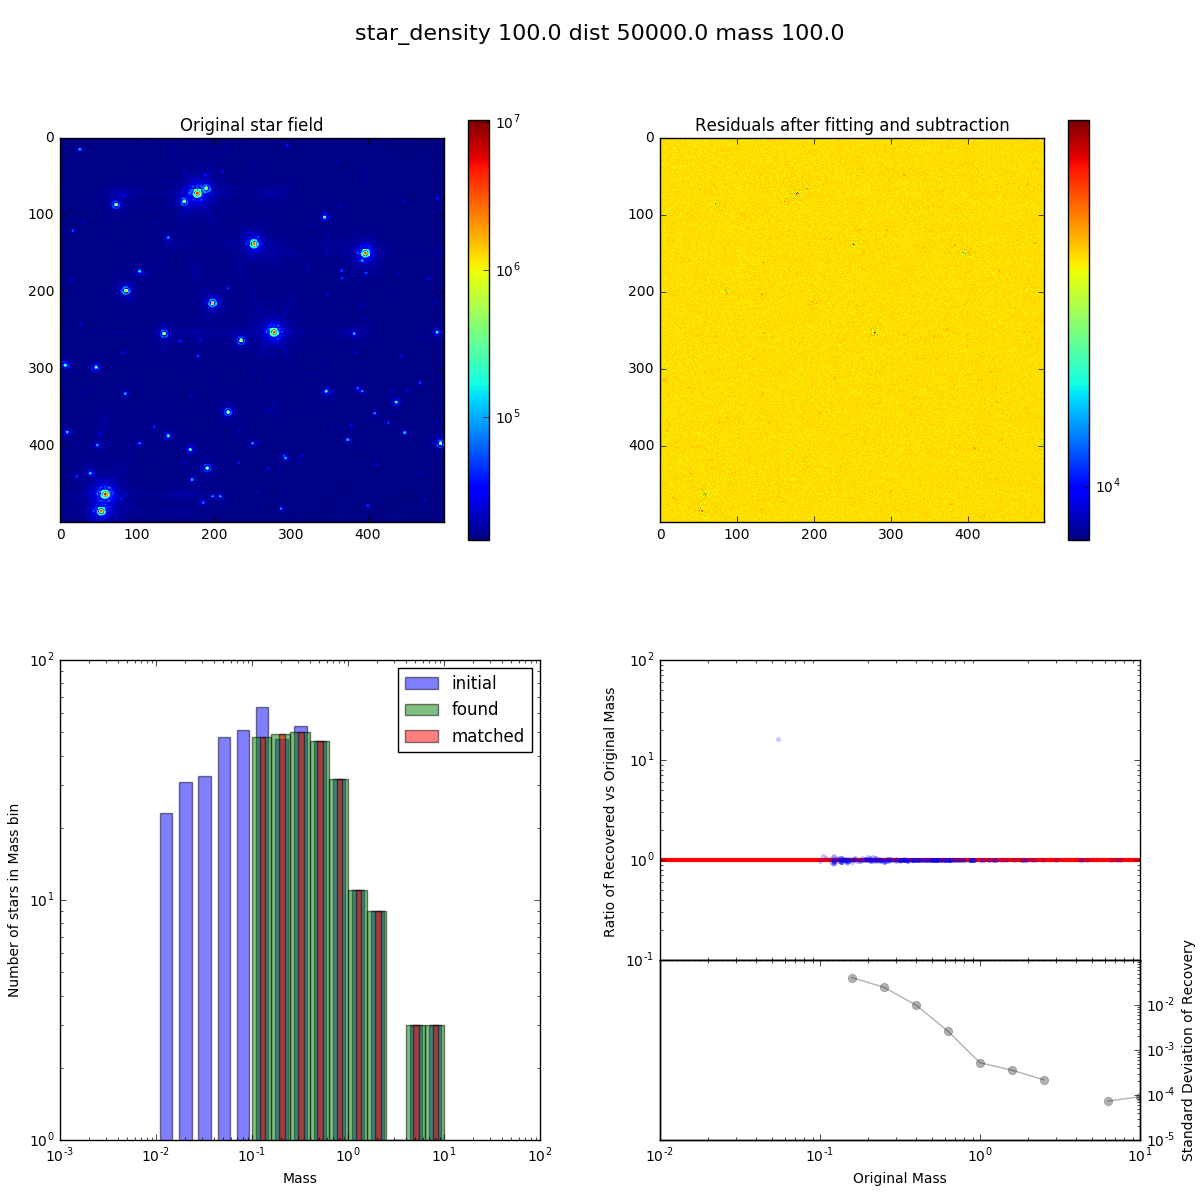 star_density 100.0 dist 50000.0 mass 100.0
Original star field
0
100
200
300
400
0 100 200 300 400
10^7
10^6
10^5
Residuals after fitting and subtraction
0
100
200
300
400
0 100 200 300 400
10^4
Number of stars in Mass bin
10^2
10^1
10^0
10^-3 10^-2 10^-1 10^0 10^1 10^2
Mass
initial
found
matched
Ratio of Recovered vs Original Mass
10^2
10^1
10^0
10^-1
10^-2
10^-3
10^-4
10^-5
Standard Deviation of Recovery
10^-2 10^-1 10^0 10^1
Original Mass